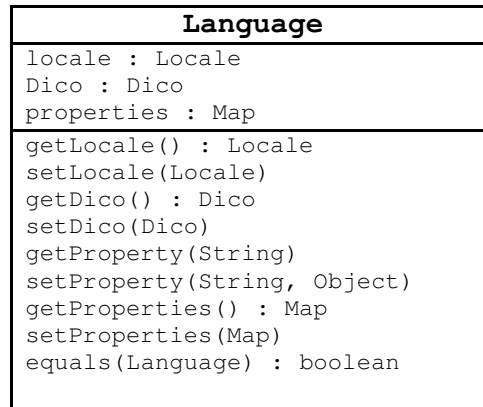 Language
locale : Locale
Dico : Dico
properties : Map
getLocale() : Locale
setLocale(Locale)
getDico() : Dico
setDico(Dico)
getProperty(String)
setProperty(String, Object)
getProperties() : Map
setProperties(Map)
equals(Language) : boolean